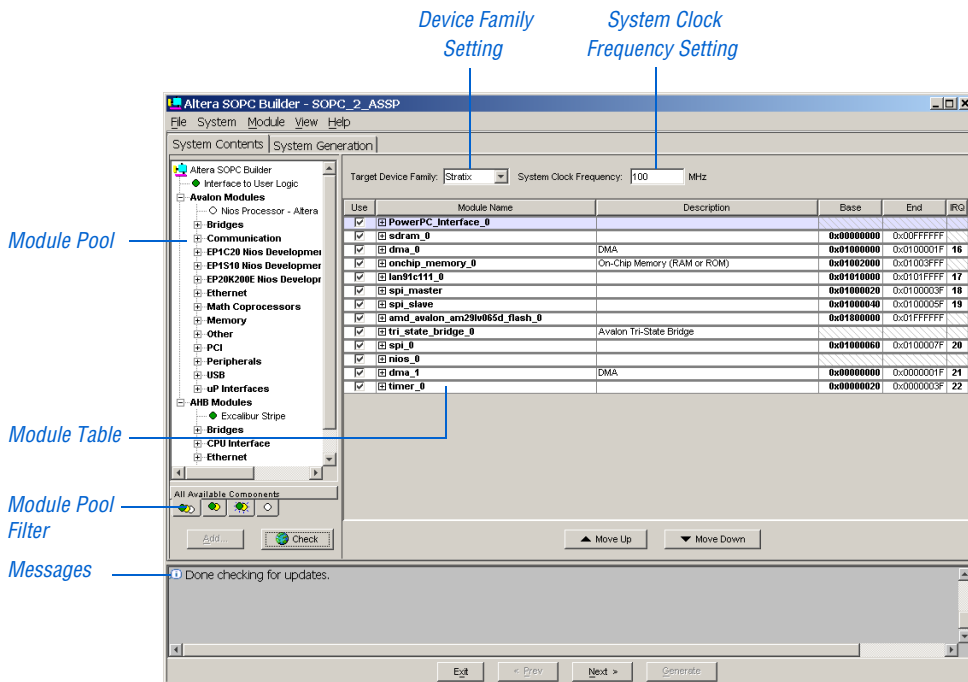 Device Family
Setting
System Clock
Frequency Setting
Altera SOPC Builder - SOPC_2_ASSP
File System Module View Help
System Contents System Generation
Altera SOPC Builder
Interface to User Logic
Avalon Modules
Nios Processor - Altera
Bridges
Communication
EP1C20 Nios Developmer
EP1S10 Nios Developmer
EP20K200E Nios Developr
Ethernet
Math Coprocessors
Memory
Other
PCI
Peripherals
USB
uP Interfaces
AHB Modules
Excalibur Stripe
Bridges
CPU Interface
Ethernet
All Available Components
Add... Check
Target Device Family: Stratix System Clock Frequency: 100 MHz
Use Module Name Description Base End IRQ
PowerPC_Interface_0
sdram_0 0x00000000 0x00FFFFFF
dma_0 DMA 0x01000000 0x0100001F 16
onchip_memory_0 On-Chip Memory (RAM or ROM) 0x01002000 0x01003FFF
lan91c111_0 0x01010000 0x0101FFFF 17
spi_master 0x01000020 0x0100003F 18
spi_slave 0x01000040 0x0100005F 19
amd_avalon_am29lv065d_flash_0 0x01800000 0x01FFFFFF
tri_state_bridge_0 Avalon Tri-State Bridge
spi_0 0x01000060 0x0100007F 20
nios_0
dma_1 DMA 0x00000000 0x0000001F 21
timer_0 0x00000020 0x0000003F 22
Move Up Move Down
Module Pool
Module Table
Module Pool
Filter
Messages
Done checking for updates.
Exit < Prev Next > Generate